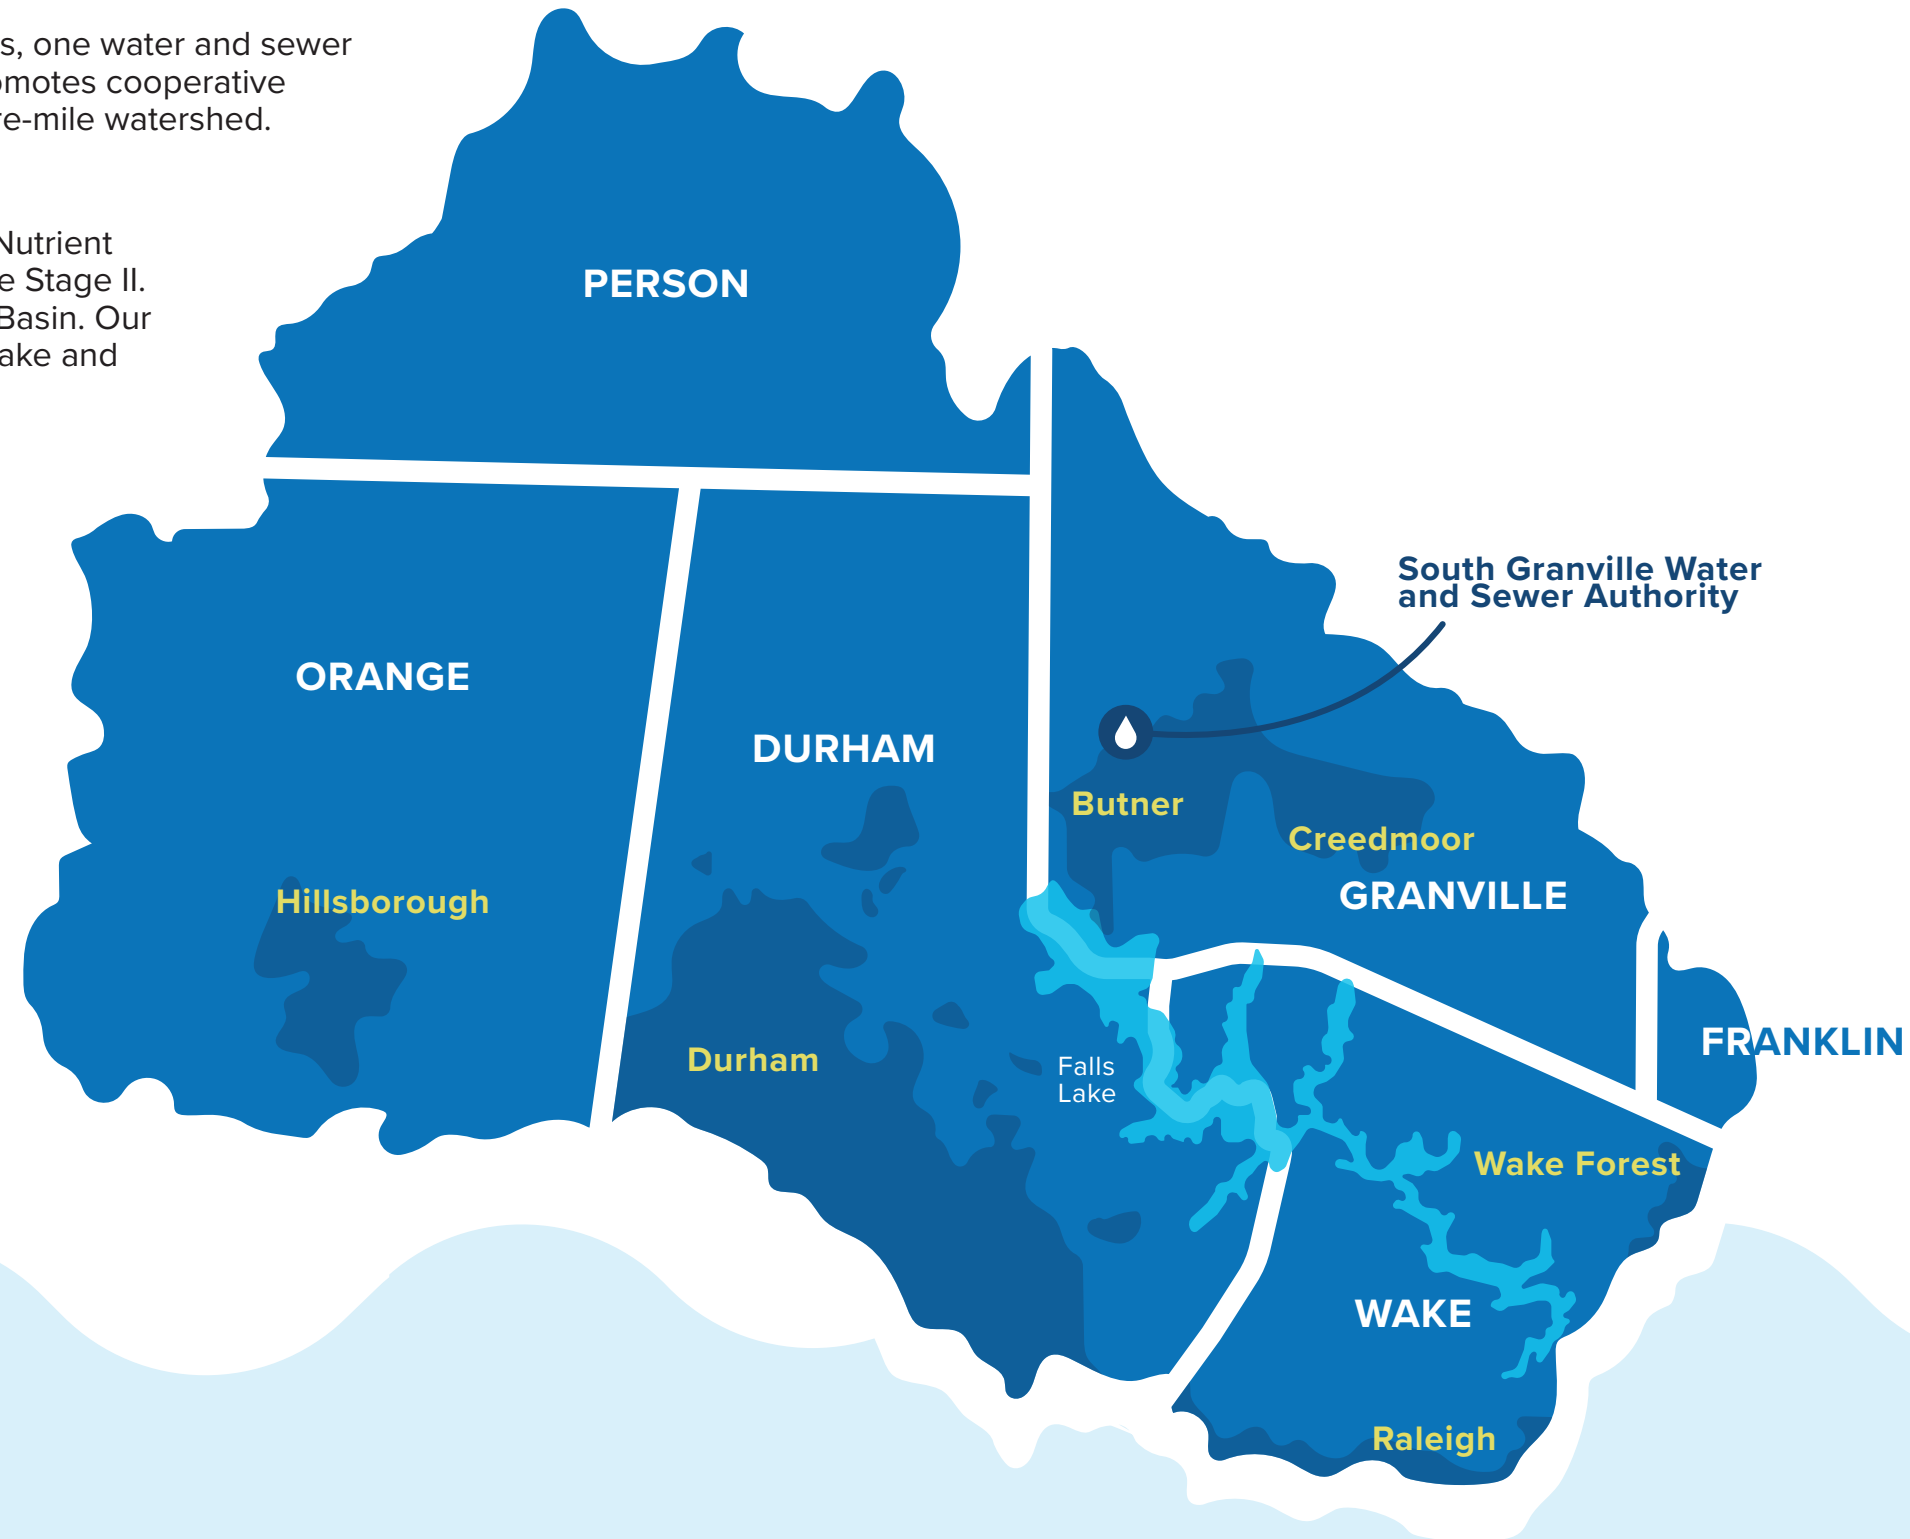 s, one water and sewer
omotes cooperative
re-mile watershed.
Nutrient
e Stage II.
Basin. Our
ake and
PERSON
South Granville Water
and Sewer Authority
ORANGE
DURHAM
Butner
Creedmoor
GRANVILLE
Hillsborough
FRANKLIN
Durham
Falls
Lake
Wake Forest
WAKE
Raleigh